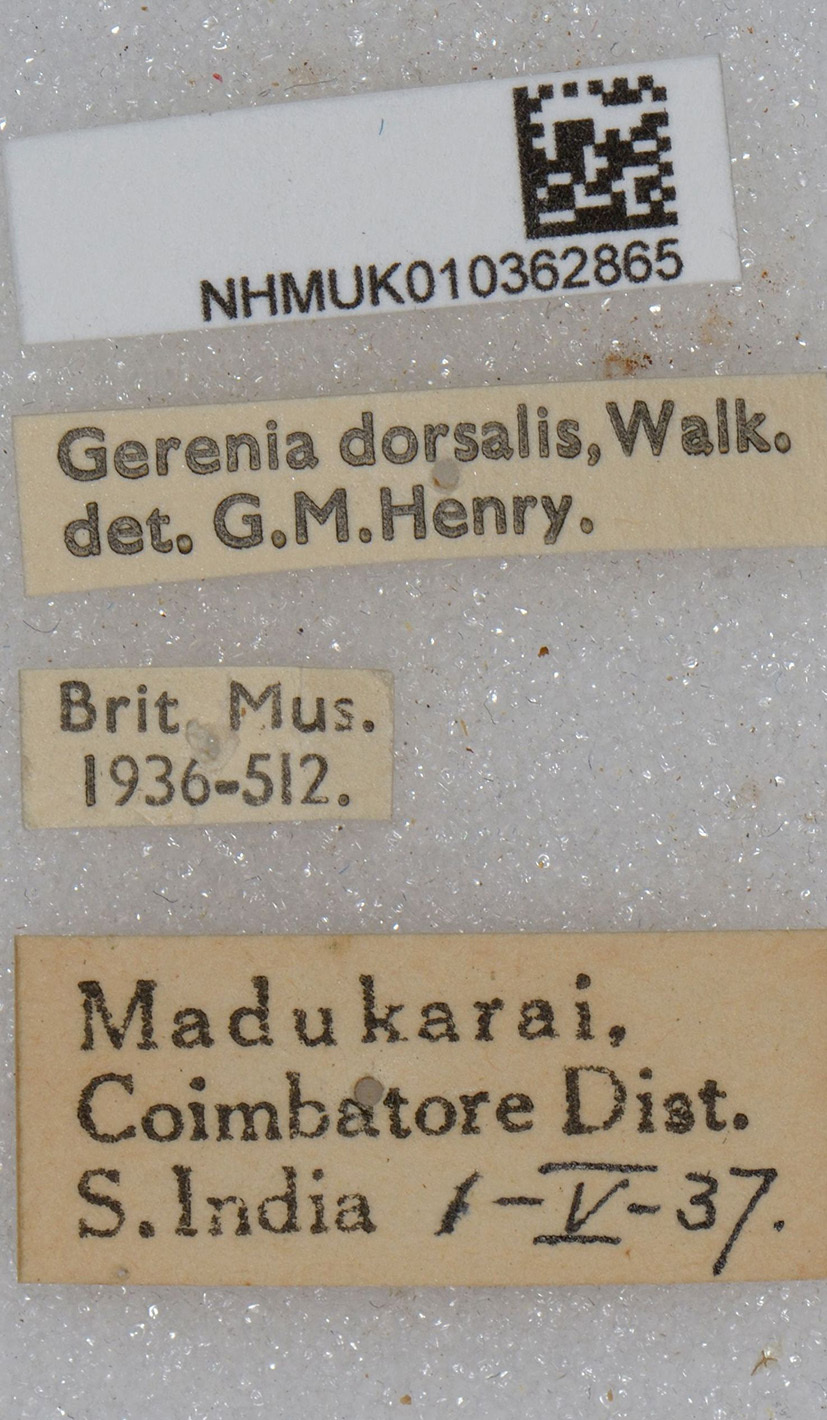 NHMUK010362865
Gerenia dorsalis, Walk.
det. G.M.Henry.
Brit. Mus.
1936-512.
Madukarai,
Coimbatore Dist.
S. India 1-V-37.